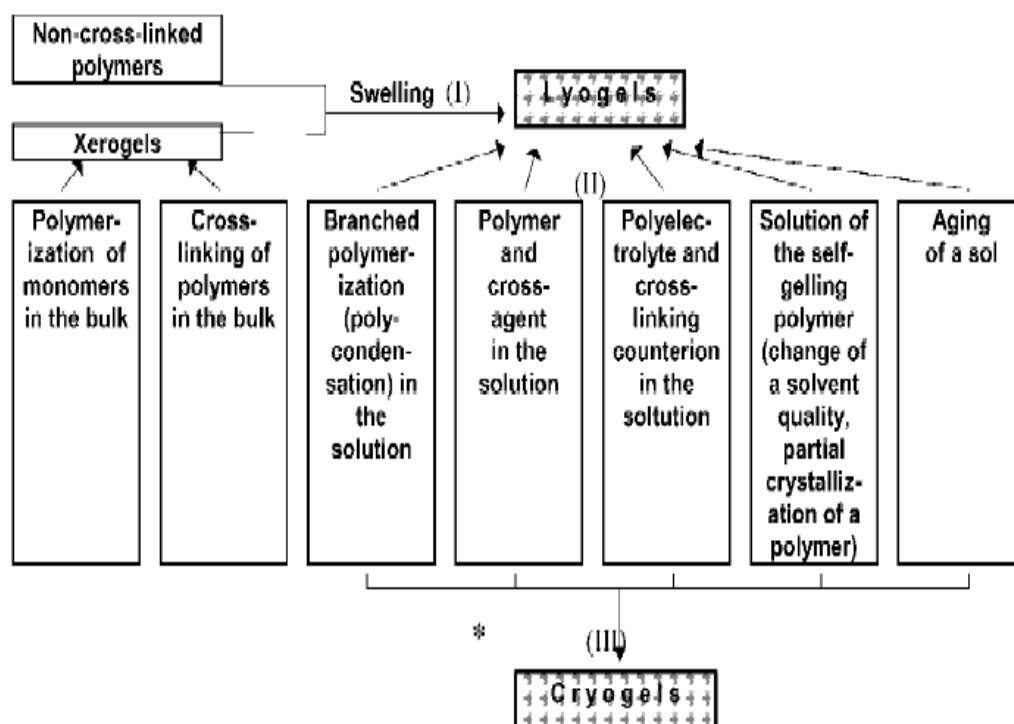 Non-cross-linked
polymers
Swelling (I)
Lyogels
Xerogels
(II)
Polymer-
ization of
monomers
in the bulk
Cross-
linking of
polymers
in the bulk
Branched
polymer-
ization
(poly-
conden-
sation) in
the
solution
Polymer
and
cross-
agent
in the
solution
Polyelec-
trolyte and
cross-
linking
counterion
in the
soltution
Solution of
the self-
gelling
polymer
(change of
a solvent
quality,
partial
crystalliz-
ation of a
polymer)
Aging
of a sol
*
(III)
Cryogels